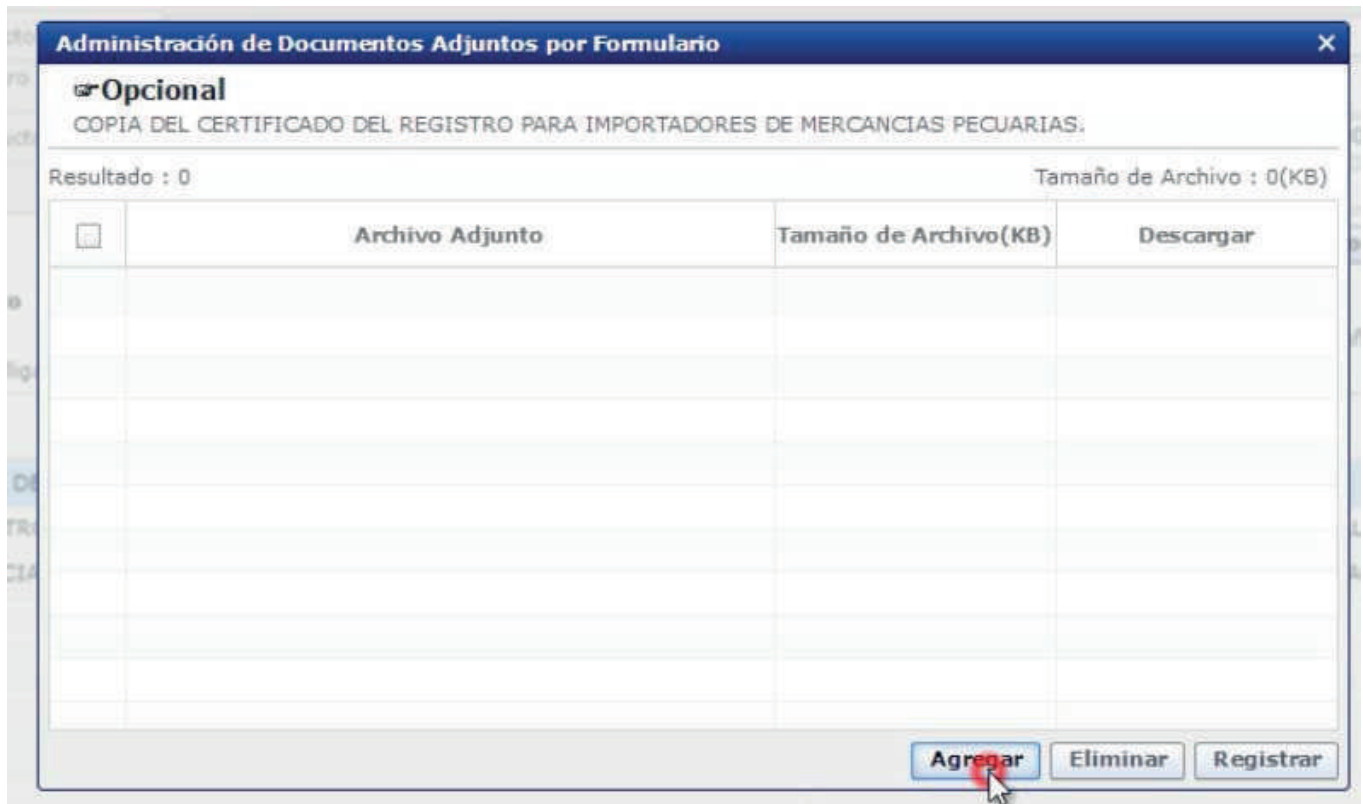 Administración de Documentos Adjuntos por Formulario
☞Opcional
COPIA DEL CERTIFICADO DEL REGISTRO PARA IMPORTADORES DE MERCANCIAS PECUARIAS.
Resultado : 0 Tamaño de Archivo : 0(KB)
Archivo Adjunto Tamaño de Archivo(KB) Descargar
Agregar Eliminar Registrar